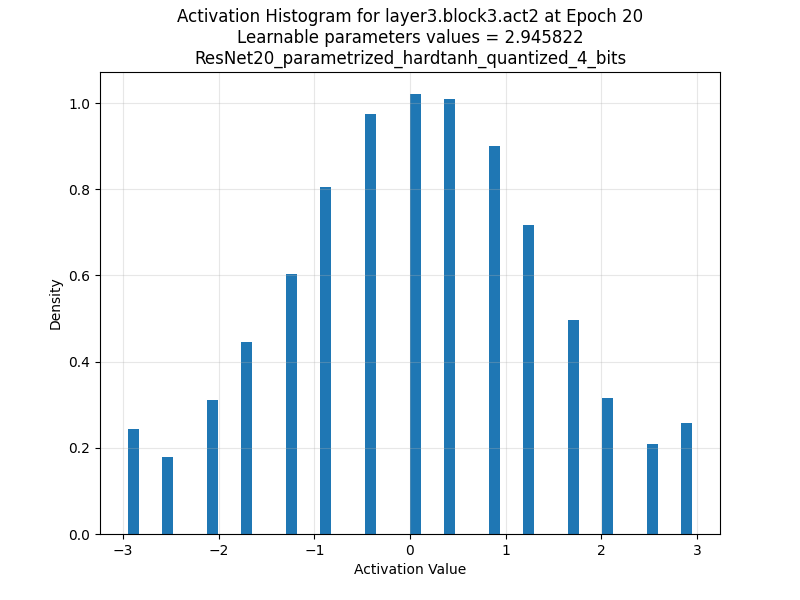 Activation Histogram for layer3.block3.act2 at Epoch 20
Learnable parameters values = 2.945822
ResNet20_parametrized_hardtanh_quantized_4_bits
1.0
0.8
0.6
0.4
0.2
0.0
Density
−3
−2
−1
0
1
2
3
Activation Value